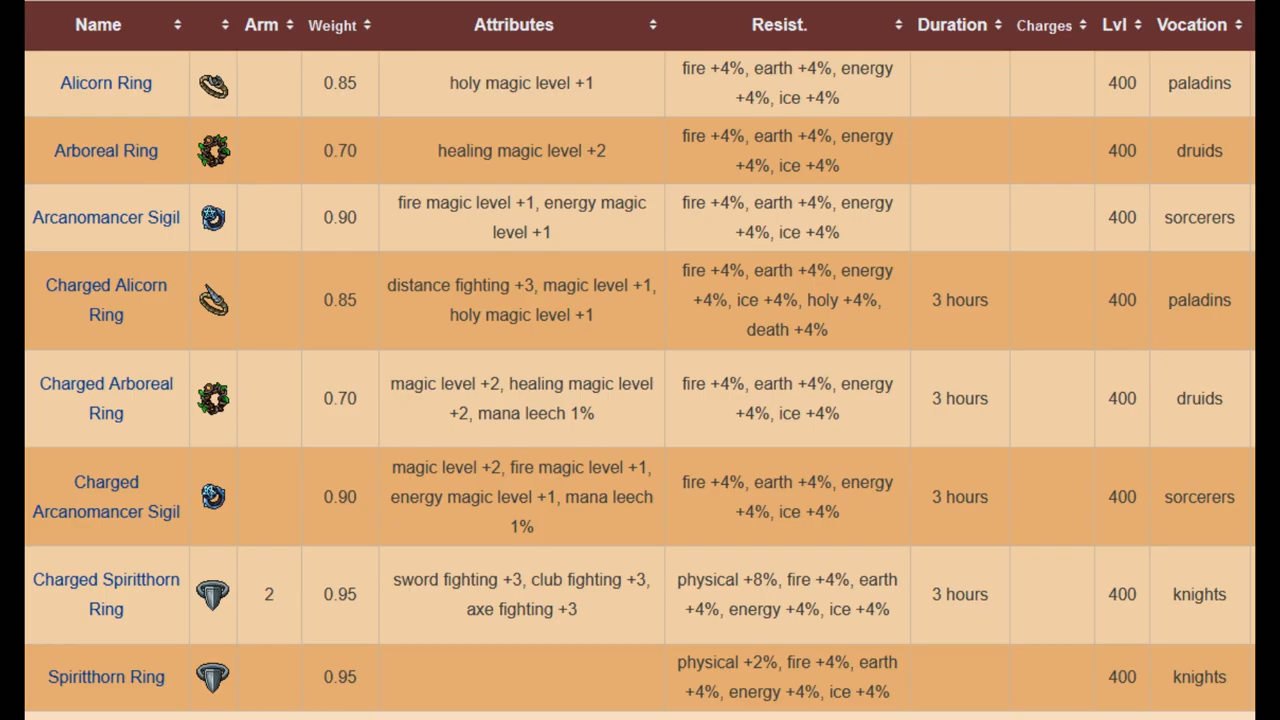 Name Arm Weight Attributes Resist. Duration Charges Lvl Vocation
Alicorn Ring 0.85 holy magic level +1 fire +4%, earth +4%, energy 400 paladins
+4%, ice +4%
Arboreal Ring 0.70 healing magic level +2 fire +4%, earth +4%, energy 400 druids
+4%, ice +4%
Arcanomancer Sigil 0.90 fire magic level +1, energy magic fire +4%, earth +4%, energy 400 sorcerers
level +1 +4%, ice +4%
Charged Alicorn 0.85 distance fighting +3, magic level +1, fire +4%, earth +4%, energy 3 hours 400 paladins
Ring holy magic level +1 +4%, ice +4%, holy +4%,
death +4%
Charged Arboreal 0.70 magic level +2, healing magic level fire +4%, earth +4%, energy 3 hours 400 druids
Ring +2, mana leech 1% +4%, ice +4%
Charged 0.90 magic level +2, fire magic level +1, fire +4%, earth +4%, energy 3 hours 400 sorcerers
Arcanomancer Sigil energy magic level +1, mana leech +4%, ice +4%
1%
Charged Spiritthorn 2 0.95 sword fighting +3, club fighting +3, physical +8%, fire +4%, earth 3 hours 400 knights
Ring axe fighting +3 +4%, energy +4%, ice +4%
Spiritthorn Ring 0.95 physical +2%, fire +4%, earth 400 knights
+4%, energy +4%, ice +4%